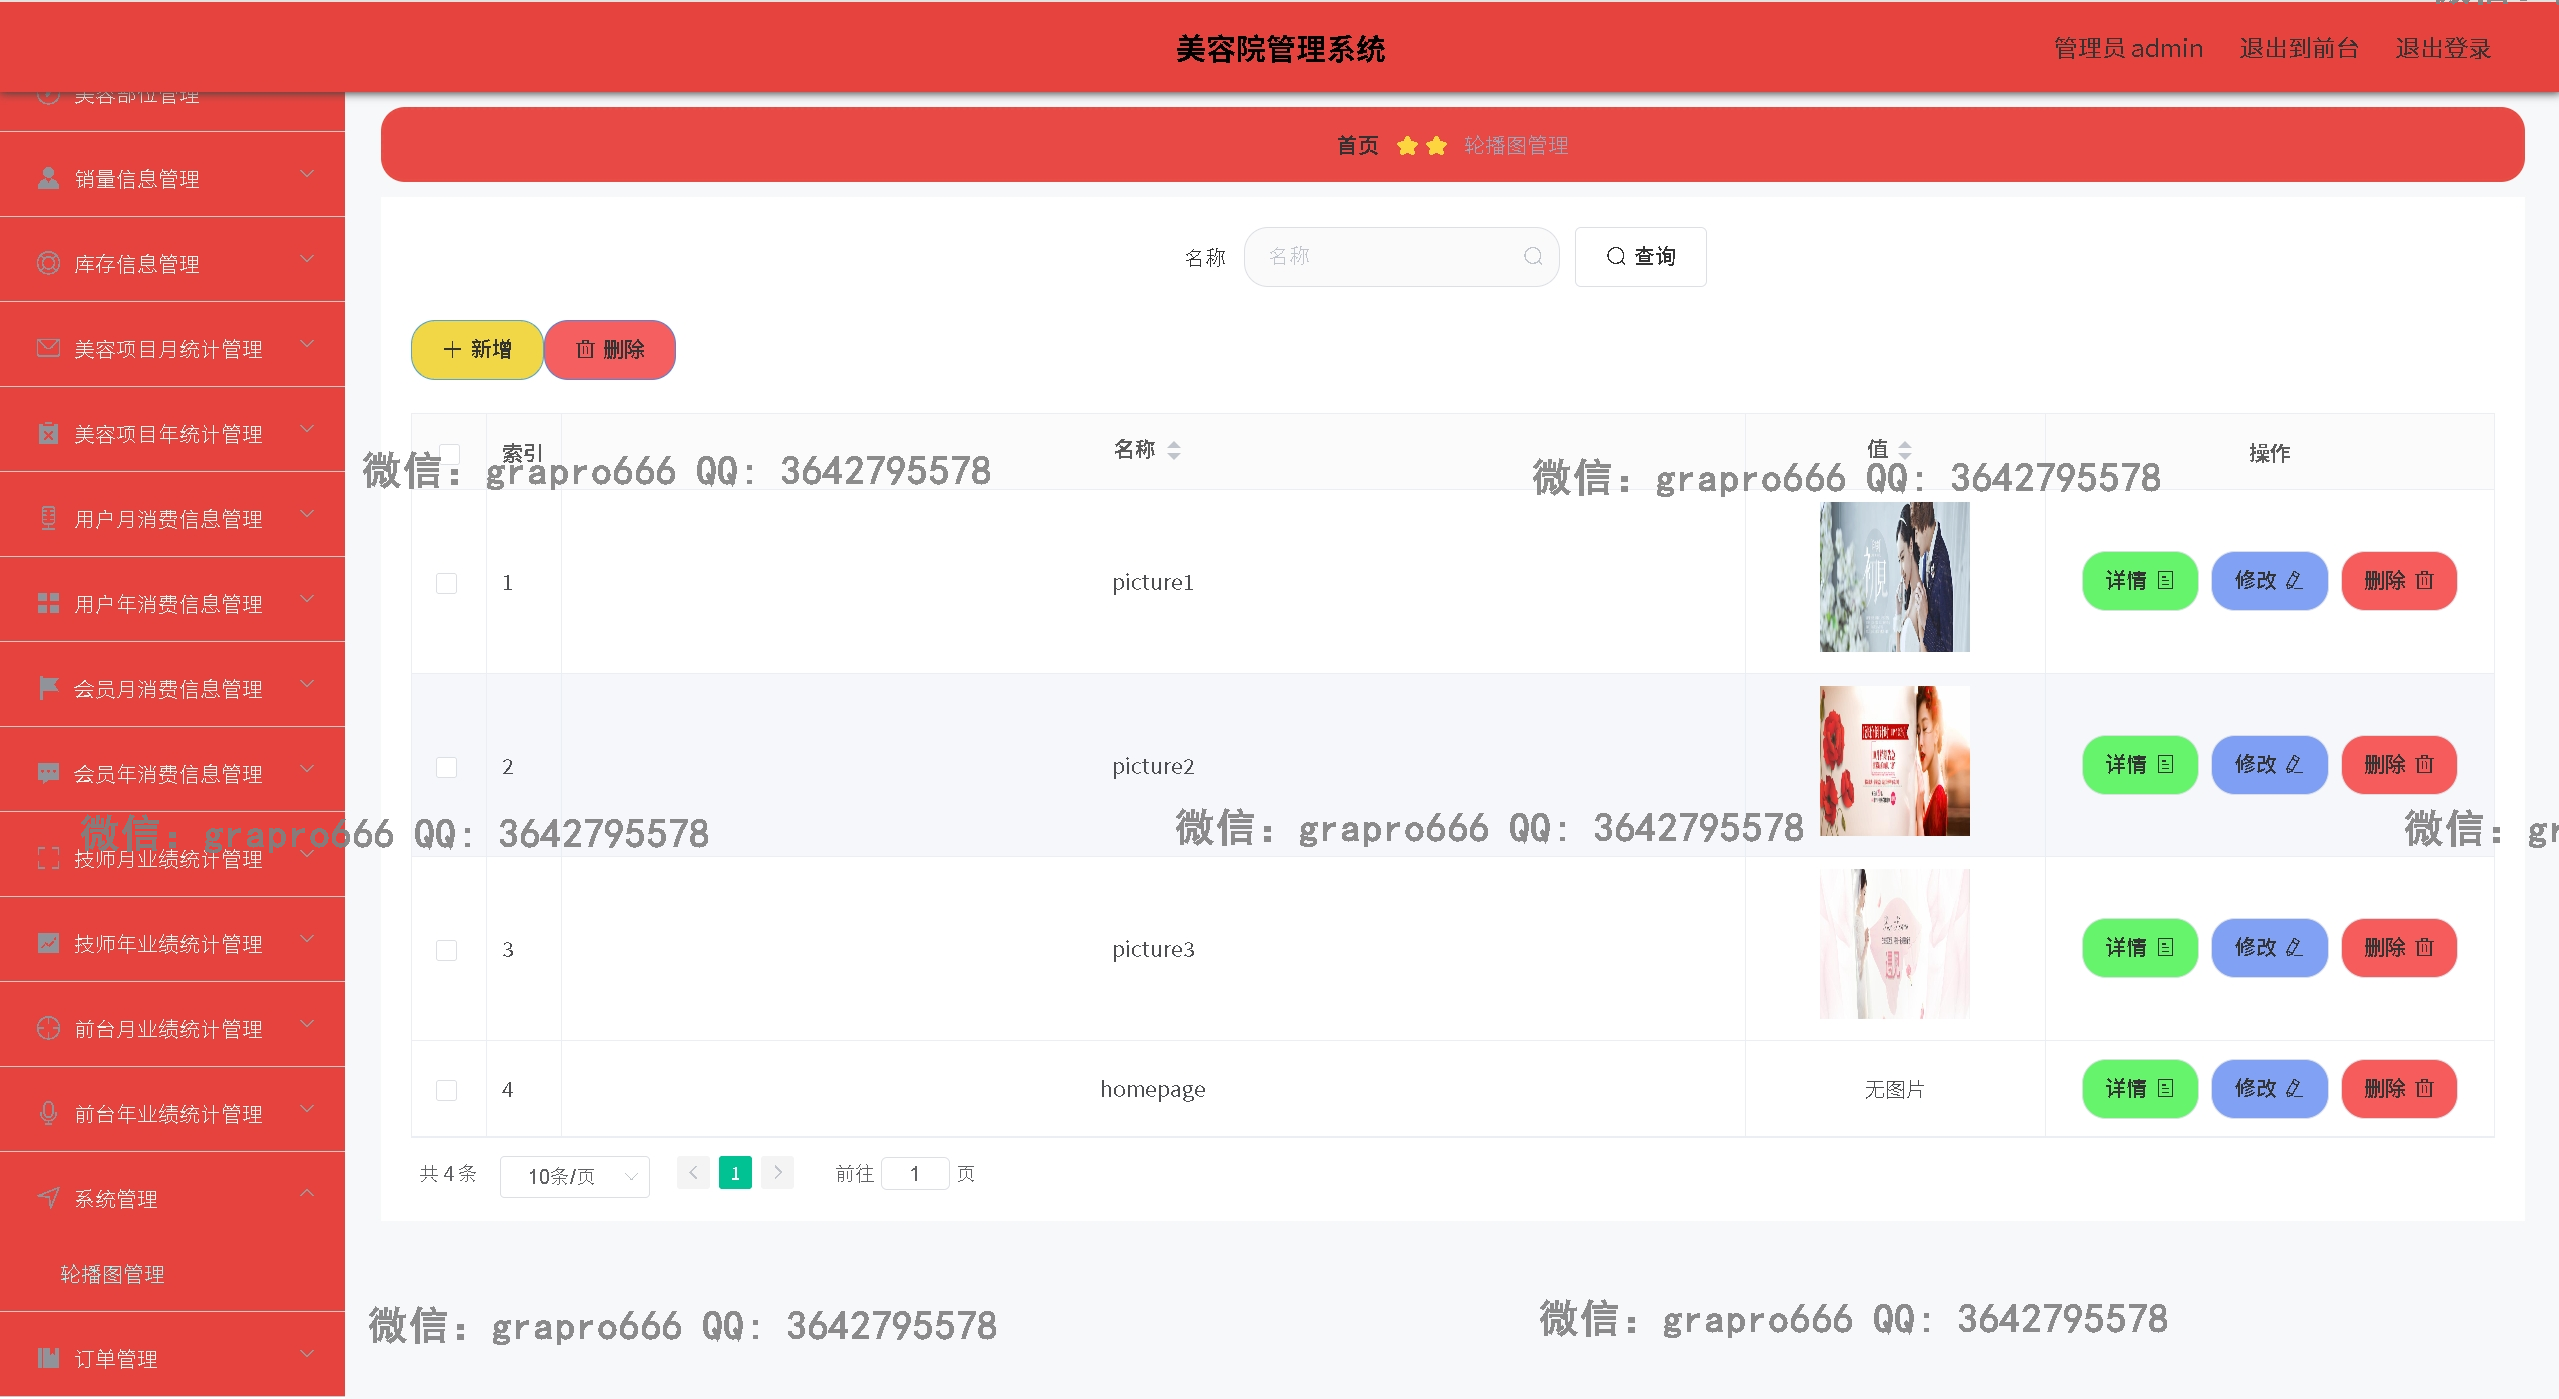 美容院管理系统
管理员 admin 退出到前台 退出登录
美容部位管理
销量信息管理
库存信息管理
美容项目月统计管理
美容项目年统计管理
用户月消费信息管理
用户年消费信息管理
会员月消费信息管理
会员年消费信息管理
技师月业绩统计管理
技师年业绩统计管理
前台月业绩统计管理
前台年业绩统计管理
系统管理
轮播图管理
订单管理
首页 轮播图管理
名称 名称 查询
新增 删除
索引 名称 值 操作
1 picture1 详情 修改 删除
2 picture2 详情 修改 删除
3 picture3 详情 修改 删除
4 homepage 无图片 详情 修改 删除
共 4 条 10条/页 1 前往 1 页
微信：grapro666 QQ: 3642795578
微信：grapro666 QQ: 3642795578
微信：grapro666 QQ: 3642795578
微信：grapro666 QQ: 3642795578
微信：gr
微信：grapro666 QQ: 3642795578
微信：grapro666 QQ: 3642795578